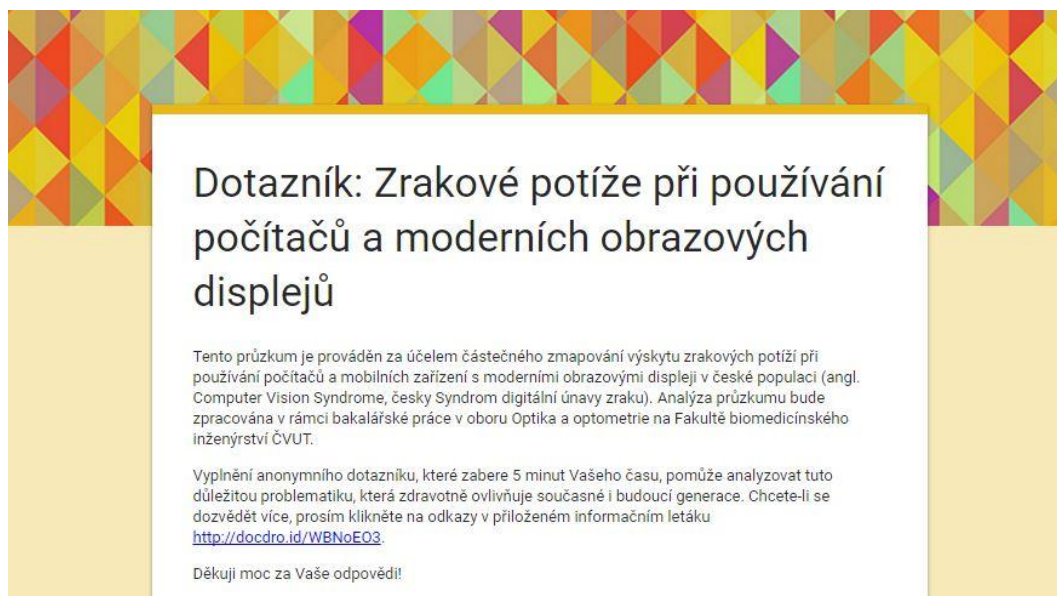 Dotazník: Zrakové potíže při používání
počítačů a moderních obrazových
displejů
Tento průzkum je prováděn za účelem částečného zmapování výskytu zrakových potíží při
používání počítačů a mobilních zařízení s moderními obrazovými displeji v české populaci (angl.
Computer Vision Syndrome, česky Syndrom digitální únavy zraku). Analýza průzkumu bude
zpracována v rámci bakalářské práce v oboru Optika a optometrie na Fakultě biomedicínského
inženýrství ČVUT.
Vyplnění anonymního dotazníku, které zabere 5 minut Vašeho času, pomůže analyzovat tuto
důležitou problematiku, která zdravotně ovlivňuje současné i budoucí generace. Chcete-li se
dozvědět více, prosím klikněte na odkazy v přiloženém informačním letáku
http://docdro.id/WBNoEO3.
Děkuji moc za Vaše odpovědi!